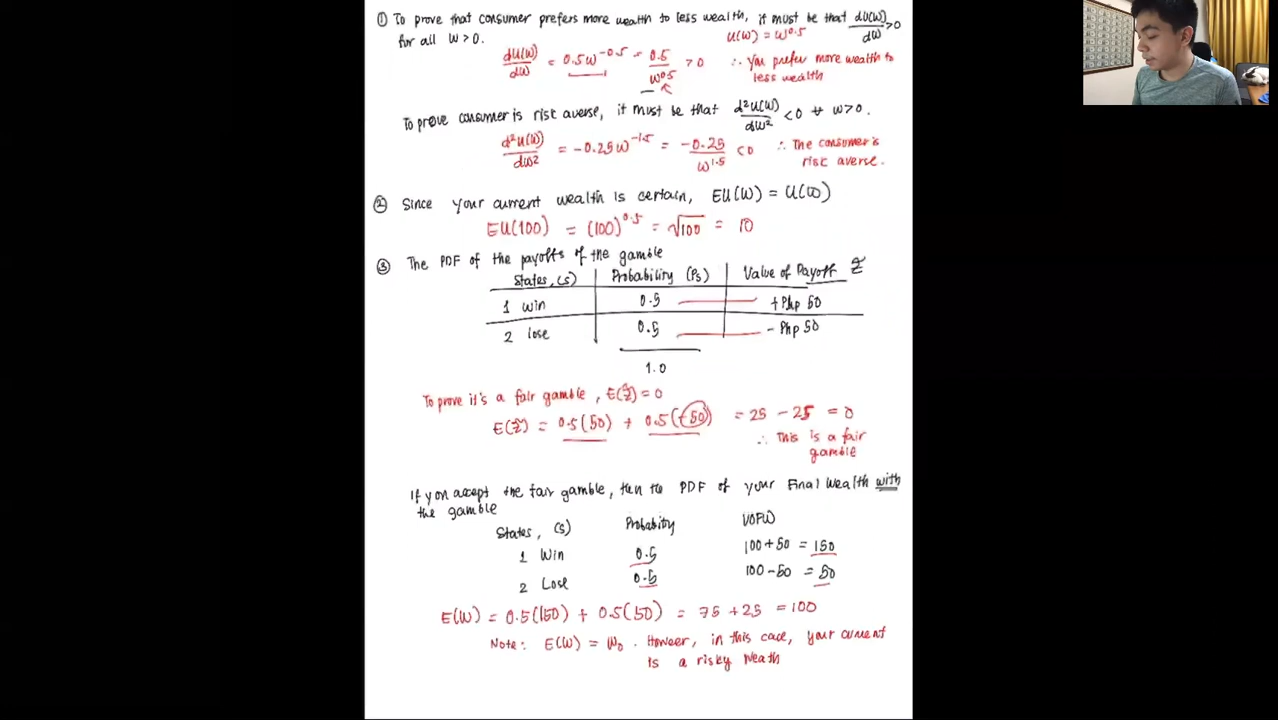 ① To prove that consumer prefers more wealth to less wealth, it must be that dU(W)/dW > 0
for all W > 0.
U(W) = W^0.5
dU(W)/dW = 0.5W^-0.5 = 0.5/W^0.5 > 0 ∴ You prefer more wealth to
less wealth
To prove consumer is risk averse, it must be that d²U(W)/dW² < 0 ∀ W > 0.
d²U(W)/dW² = -0.25W^-1.5 = -0.25/W^1.5 < 0 ∴ The consumer is
risk averse.
② Since your current wealth is certain, EU(W) = U(W)
EU(100) = (100)^0.5 = √100 = 10
③ The PDF of the payoffs of the gamble
States, (s) Probability (Ps) Value of Payoff z̃
1 Win 0.5 + Php 50
2 lose 0.5 - Php 50
1.0
To prove it's a fair gamble, E(z̃) = 0
E(z̃) = 0.5(50) + 0.5(-50) = 25 - 25 = 0
∴ This is a fair
gamble
If you accept the fair gamble, then the PDF of your final wealth with
the gamble
States, (s) Probability VOFW
1 Win 0.5 100+50 = 150
2 Lose 0.5 100-50 = 50
E(W) = 0.5(150) + 0.5(50) = 75 + 25 = 100
Note: E(W) = W₀. However, in this case, your current
is a risky wealth